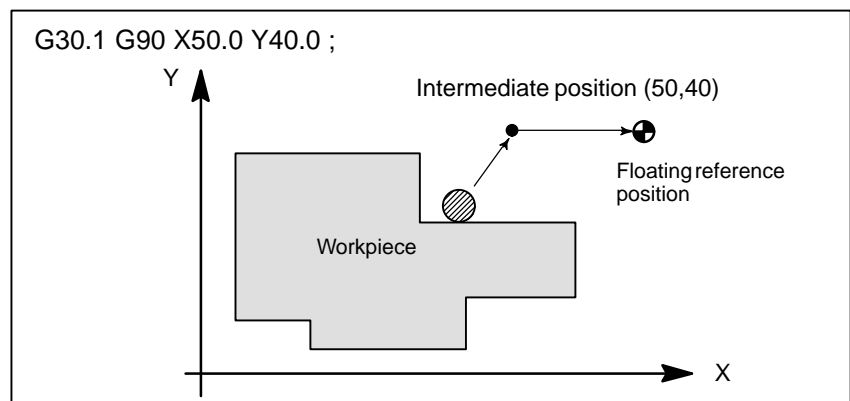 G30.1 G90 X50.0 Y40.0 ;
Y
Intermediate position (50,40)
Floating reference
position
Workpiece
X